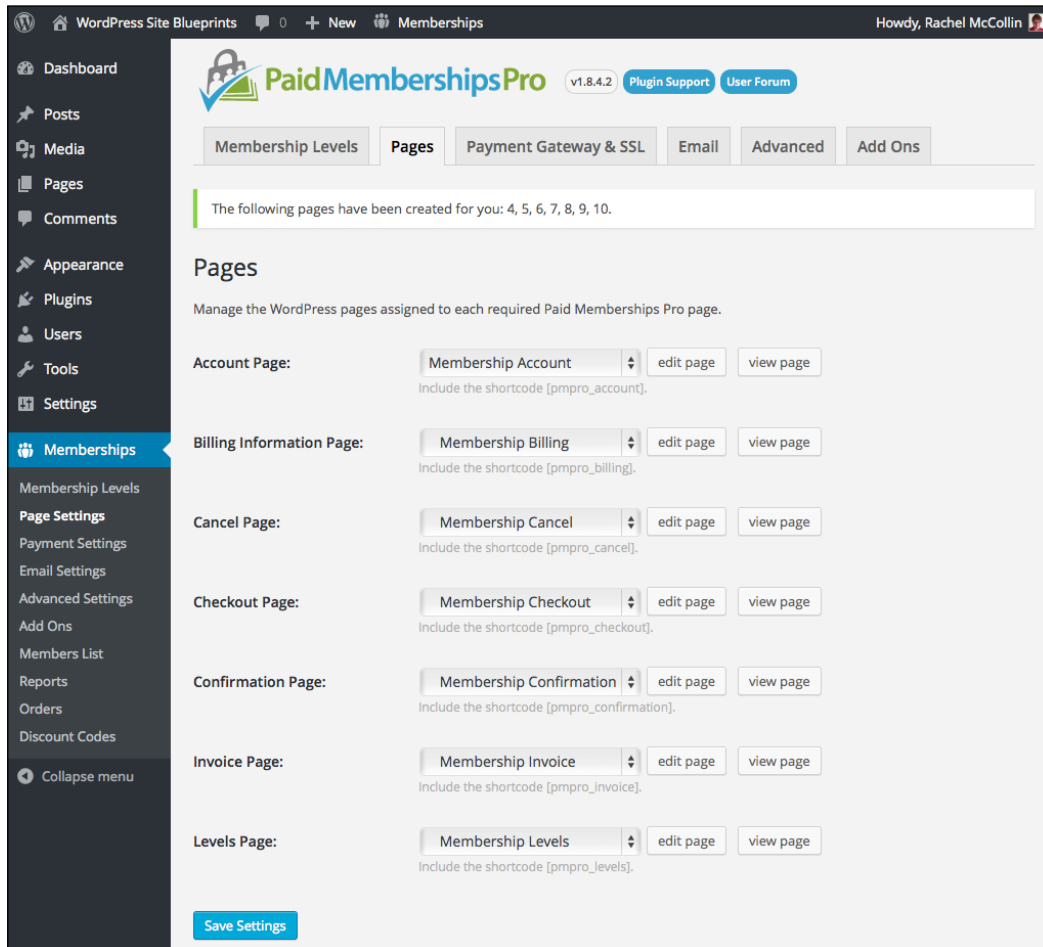 WordPress Site Blueprints 0 + New Memberships Howdy, Rachel McCollin
Dashboard
Posts
Media
Pages
Comments
Appearance
Plugins
Users
Tools
Settings
Memberships
Membership Levels
Page Settings
Payment Settings
Email Settings
Advanced Settings
Add Ons
Members List
Reports
Orders
Discount Codes
Collapse menu
PaidMembershipsPro v1.8.4.2 Plugin Support User Forum
Membership Levels Pages Payment Gateway & SSL Email Advanced Add Ons
The following pages have been created for you: 4, 5, 6, 7, 8, 9, 10.
Pages
Manage the WordPress pages assigned to each required Paid Memberships Pro page.
Account Page: Membership Account edit page view page
Include the shortcode [pmpro_account].
Billing Information Page: Membership Billing edit page view page
Include the shortcode [pmpro_billing].
Cancel Page: Membership Cancel edit page view page
Include the shortcode [pmpro_cancel].
Checkout Page: Membership Checkout edit page view page
Include the shortcode [pmpro_checkout].
Confirmation Page: Membership Confirmation edit page view page
Include the shortcode [pmpro_confirmation].
Invoice Page: Membership Invoice edit page view page
Include the shortcode [pmpro_invoice].
Levels Page: Membership Levels edit page view page
Include the shortcode [pmpro_levels].
Save Settings